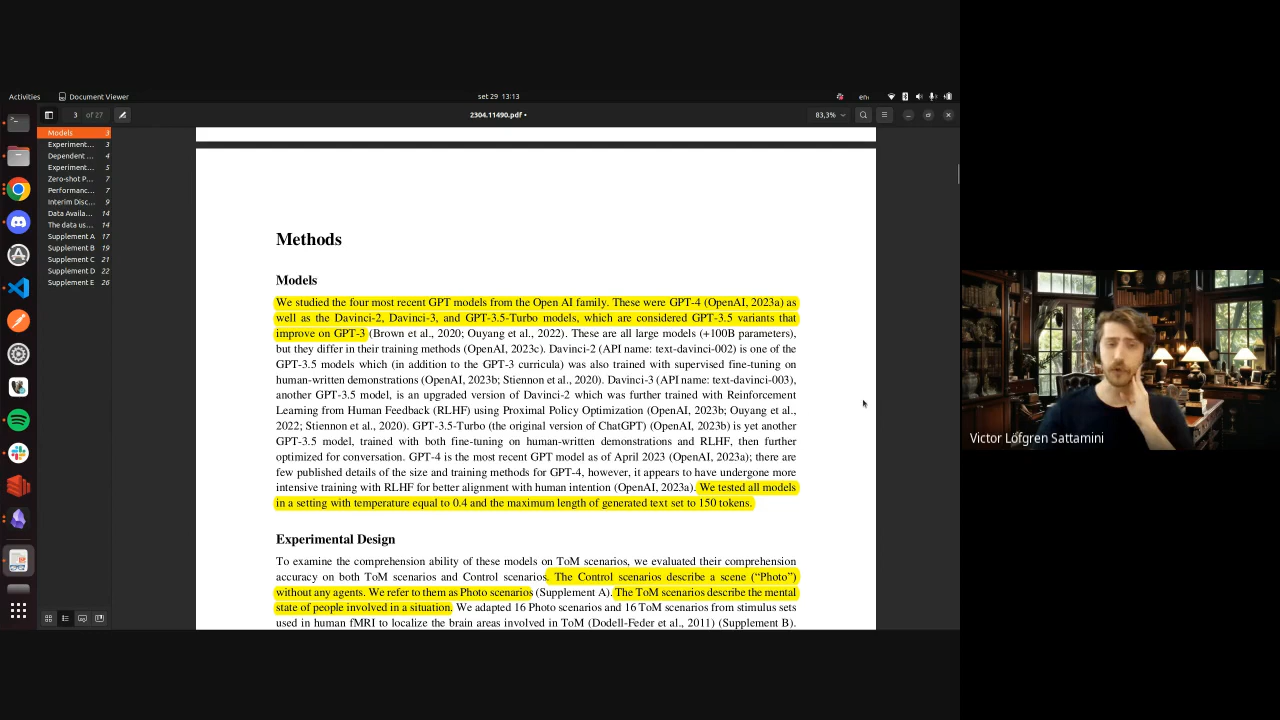 Activities
Document Viewer
set 29 13:13
en
3 of 27
2304.11490.pdf •
83,3%
Models 3
Experiment... 3
Dependent ... 4
Experiment... 5
Zero-shot P... 7
Performanc... 7
Interim Disc... 9
Data Availa... 14
The data us... 14
Supplement A 17
Supplement B 19
Supplement C 21
Supplement D 22
Supplement E 26
Methods
Models
We studied the four most recent GPT models from the Open AI family. These were GPT-4 (OpenAI, 2023a) as
well as the Davinci-2, Davinci-3, and GPT-3.5-Turbo models, which are considered GPT-3.5 variants that
improve on GPT-3 (Brown et al., 2020; Ouyang et al., 2022). These are all large models (+100B parameters),
but they differ in their training methods (OpenAI, 2023c). Davinci-2 (API name: text-davinci-002) is one of the
GPT-3.5 models which (in addition to the GPT-3 curricula) was also trained with supervised fine-tuning on
human-written demonstrations (OpenAI, 2023b; Stiennon et al., 2020). Davinci-3 (API name: text-davinci-003),
another GPT-3.5 model, is an upgraded version of Davinci-2 which was further trained with Reinforcement
Learning from Human Feedback (RLHF) using Proximal Policy Optimization (OpenAI, 2023b; Ouyang et al.,
2022; Stiennon et al., 2020). GPT-3.5-Turbo (the original version of ChatGPT) (OpenAI, 2023b) is yet another
GPT-3.5 model, trained with both fine-tuning on human-written demonstrations and RLHF, then further
optimized for conversation. GPT-4 is the most recent GPT model as of April 2023 (OpenAI, 2023a); there are
few published details of the size and training methods for GPT-4, however, it appears to have undergone more
intensive training with RLHF for better alignment with human intention (OpenAI, 2023a). We tested all models
in a setting with temperature equal to 0.4 and the maximum length of generated text set to 150 tokens.
Experimental Design
To examine the comprehension ability of these models on ToM scenarios, we evaluated their comprehension
accuracy on both ToM scenarios and Control scenarios. The Control scenarios describe a scene (“Photo”)
without any agents. We refer to them as Photo scenarios (Supplement A). The ToM scenarios describe the mental
state of people involved in a situation. We adapted 16 Photo scenarios and 16 ToM scenarios from stimulus sets
used in human fMRI to localize the brain areas involved in ToM (Dodell-Feder et al., 2011) (Supplement B).
Victor Lofgren Sattamini